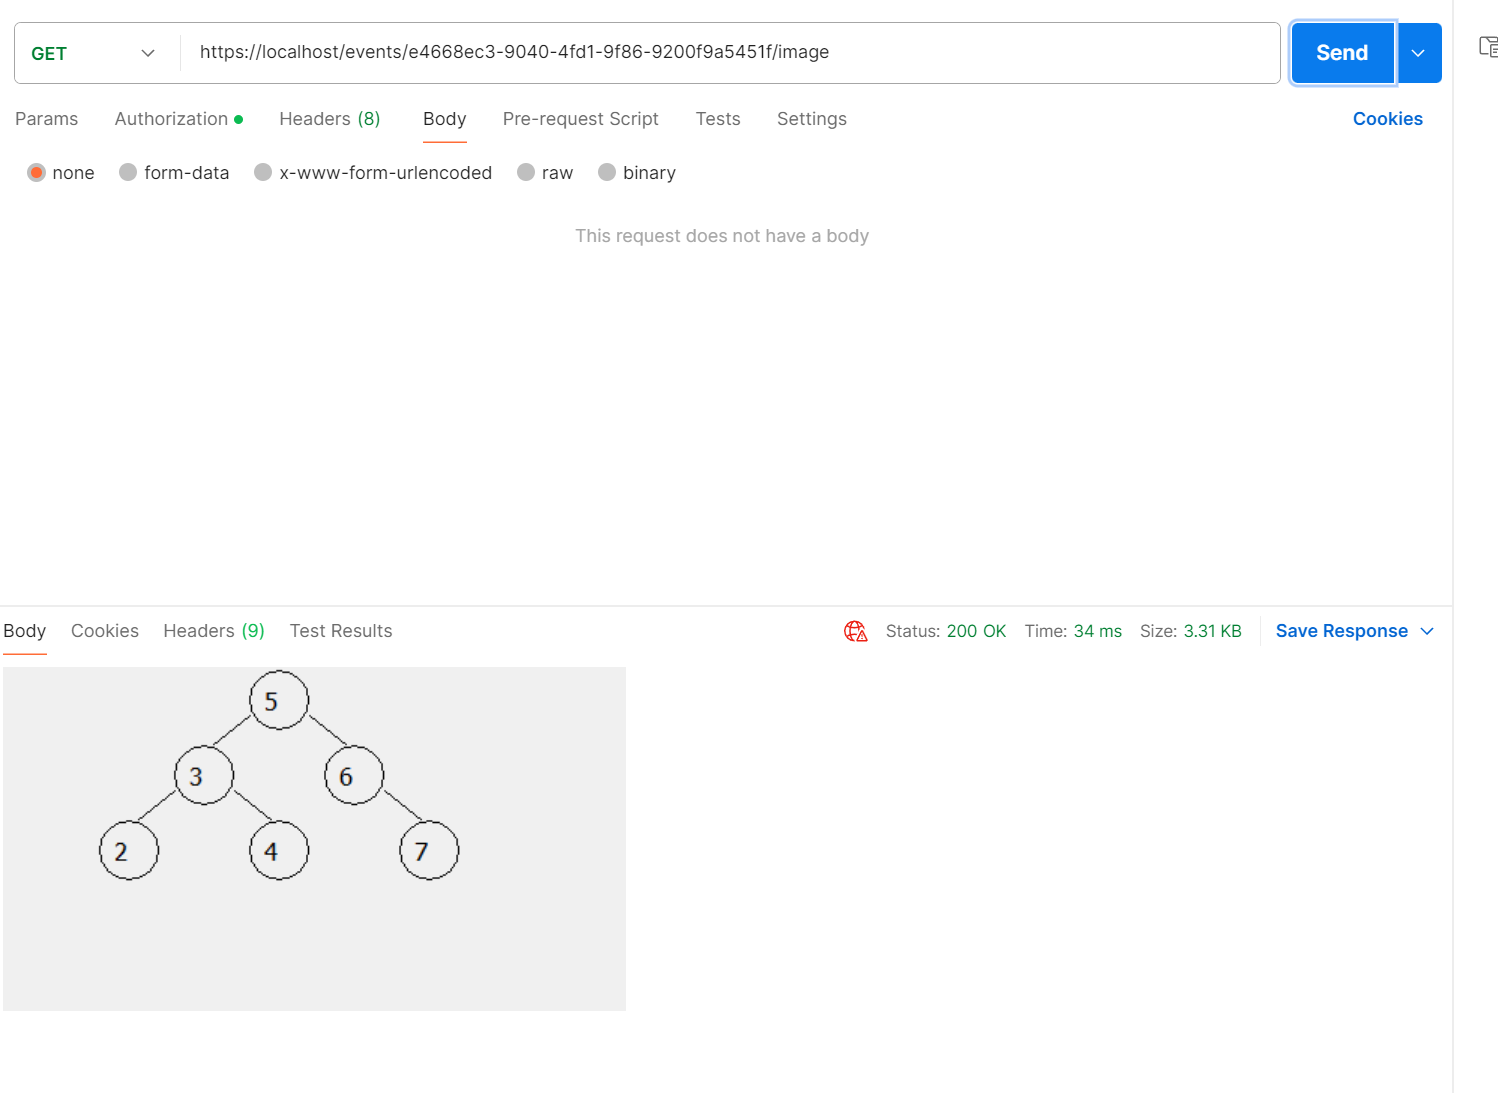 GET https://localhost/events/e4668ec3-9040-4fd1-9f86-9200f9a5451f/image Send
Params Authorization Headers (8) Body Pre-request Script Tests Settings Cookies
none form-data x-www-form-urlencoded raw binary
This request does not have a body
Body Cookies Headers (9) Test Results Status: 200 OK Time: 34 ms Size: 3.31 KB Save Response
5
3 6
2 4 7